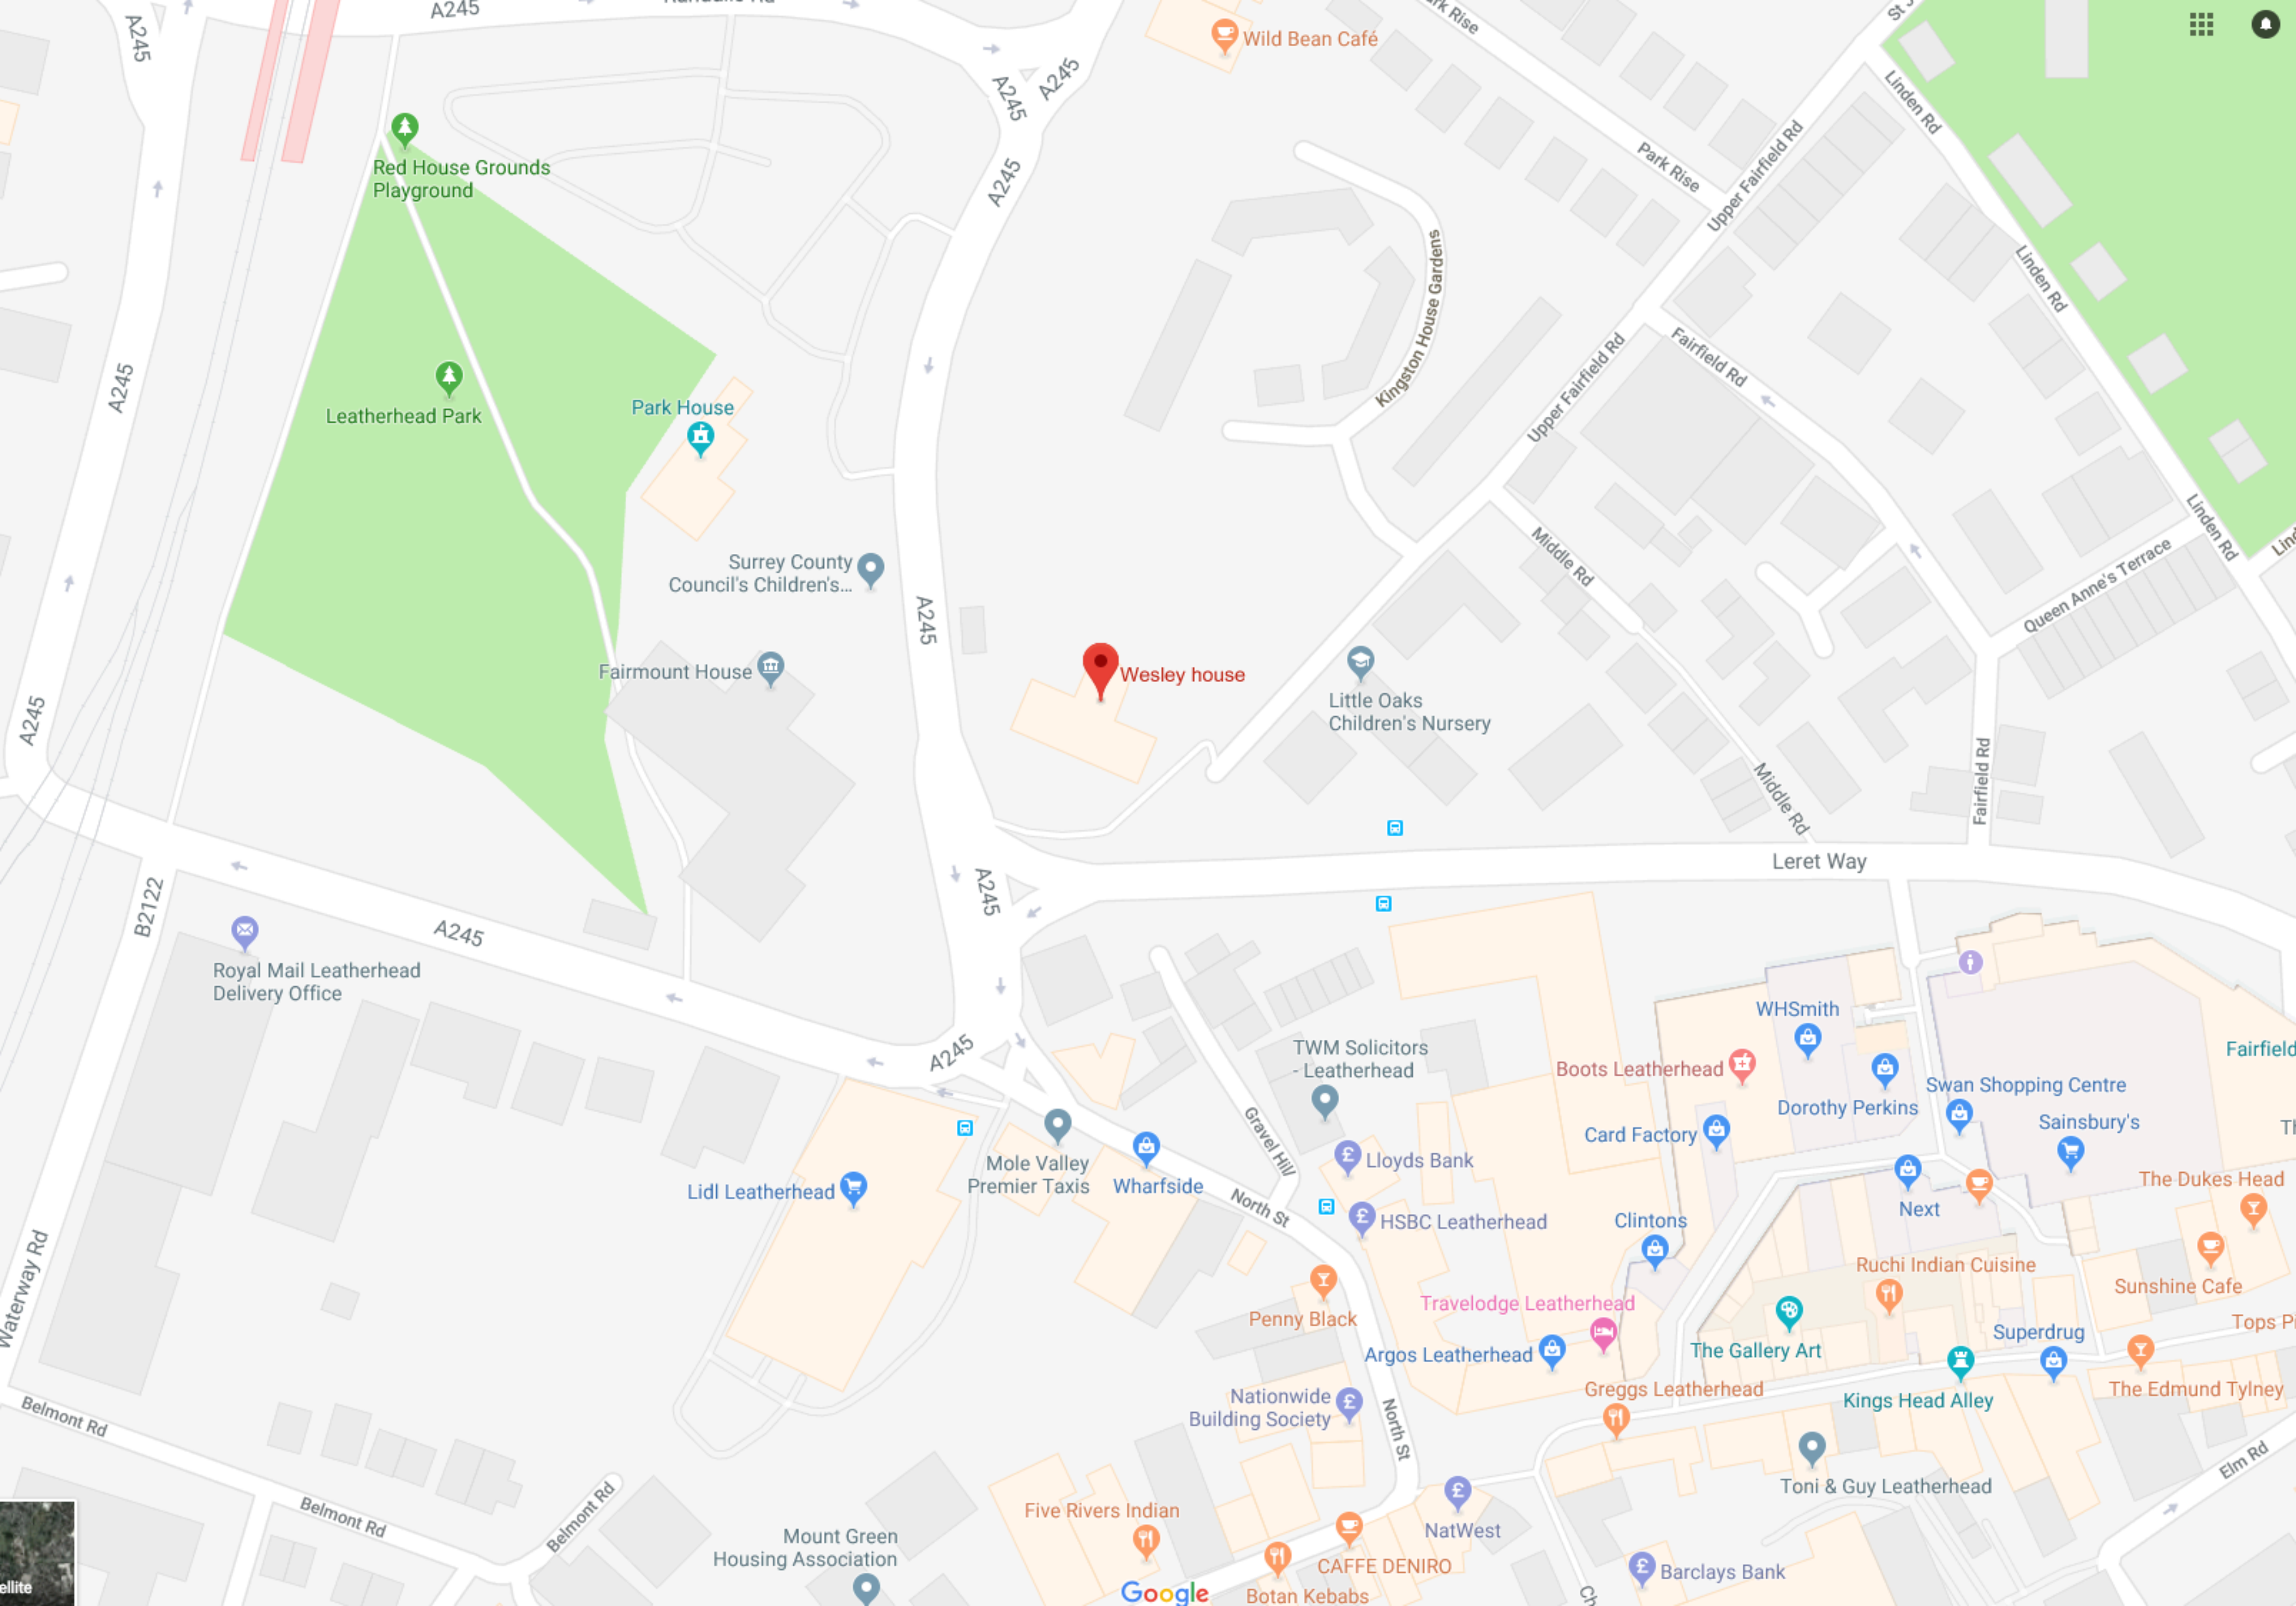 A245
A245
Wild Bean Café
Park Rise
Park Rise
Linden Rd
A245
A245
A245
Upper Fairfield Rd
Red House Grounds
Playground
Linden Rd
Kingston House Gardens
Fairfield Rd
Upper Fairfield Rd
A245
Leatherhead Park
Park House
Middle Rd
Linden Rd
Queen Anne's Terrace
Surrey County
Council's Children's...
A245
Fairmount House
Wesley house
Little Oaks
Children's Nursery
A245
Middle Rd
Fairfield Rd
Leret Way
A245
B2122
A245
Royal Mail Leatherhead
Delivery Office
WHSmith
A245
TWM Solicitors
- Leatherhead
Boots Leatherhead
Fairfield
Dorothy Perkins
Swan Shopping Centre
Sainsbury's
Gravel Hill
Card Factory
Mole Valley
Premier Taxis
Wharfside
Lloyds Bank
Lidl Leatherhead
North St
The Dukes Head
Next
HSBC Leatherhead
Clintons
Waterway Rd
Ruchi Indian Cuisine
Sunshine Cafe
Travelodge Leatherhead
Penny Black
Argos Leatherhead
The Gallery Art
Superdrug
Tops
Greggs Leatherhead
Kings Head Alley
The Edmund Tylney
Nationwide
Building Society
North St
Belmont Rd
Elm Rd
Toni & Guy Leatherhead
Belmont Rd
Belmont Rd
Five Rivers Indian
NatWest
Mount Green
Housing Association
CAFFE DENIRO
Barclays Bank
ellite
Google
Botan Kebabs